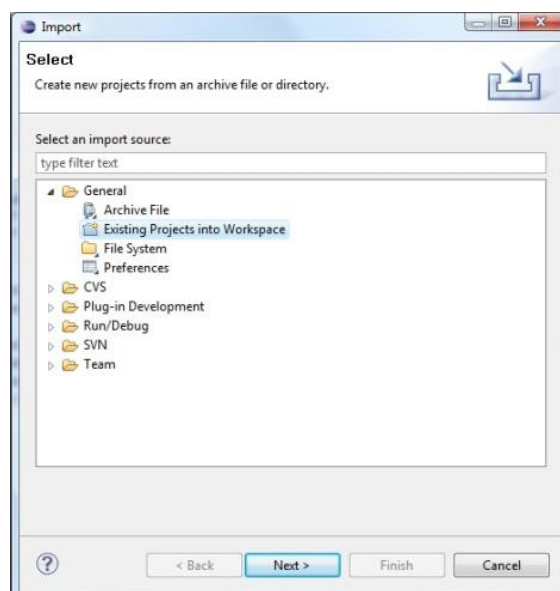 Import
Select
Create new projects from an archive file or directory.
Select an import source:
type filter text
General
Archive File
Existing Projects into Workspace
File System
Preferences
CVS
Plug-in Development
Run/Debug
SVN
Team
?
< Back
Next >
Finish
Cancel